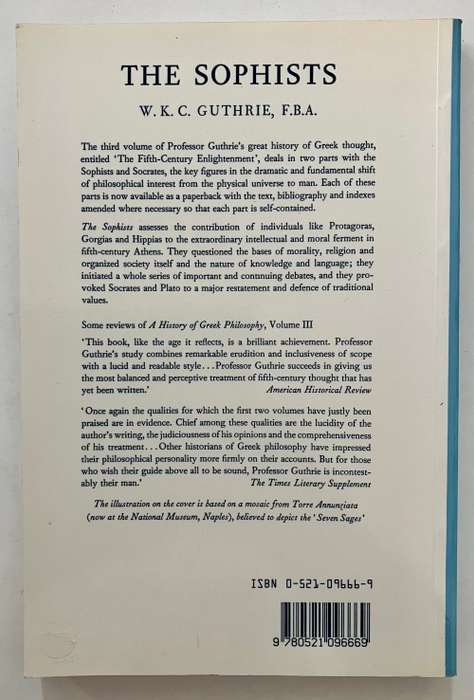 THE SOPHISTS
W. K. C. GUTHRIE, F.B.A.
The third volume of Professor Guthrie's great history of Greek thought,
entitled 'The Fifth-Century Enlightenment', deals in two parts with the
Sophists and Socrates, the key figures in the dramatic and fundamental shift
of philosophical interest from the physical universe to man. Each of these
parts is now available as a paperback with the text, bibliography and indexes
amended where necessary so that each part is self-contained.
The Sophists assesses the contribution of individuals like Protagoras,
Gorgias and Hippias to the extraordinary intellectual and moral ferment in
fifth-century Athens. They questioned the bases of morality, religion and
organized society itself and the nature of knowledge and language; they
initiated a whole series of important and continuing debates, and they pro-
voked Socrates and Plato to a major restatement and defence of traditional
values.
Some reviews of A History of Greek Philosophy, Volume III
'This book, like the age it reflects, is a brilliant achievement. Professor
Guthrie's study combines remarkable erudition and inclusiveness of scope
with a lucid and readable style...Professor Guthrie succeeds in giving us
the most balanced and perceptive treatment of fifth-century thought that has
yet been written.' American Historical Review
'Once again the qualities for which the first two volumes have justly been
praised are in evidence. Chief among these qualities are the lucidity of the
author's writing, the judiciousness of his opinions and the comprehensiveness
of his treatment...Other historians of Greek philosophy have impressed
their philosophical personality more firmly on their accounts. But for those
who wish their guide above all to be sound, Professor Guthrie is incontest-
ably their man.' The Times Literary Supplement
The illustration on the cover is based on a mosaic from Torre Annunziata
(now at the National Museum, Naples), believed to depict the 'Seven Sages'
ISBN 0-521-09666-9
9 780521 096669